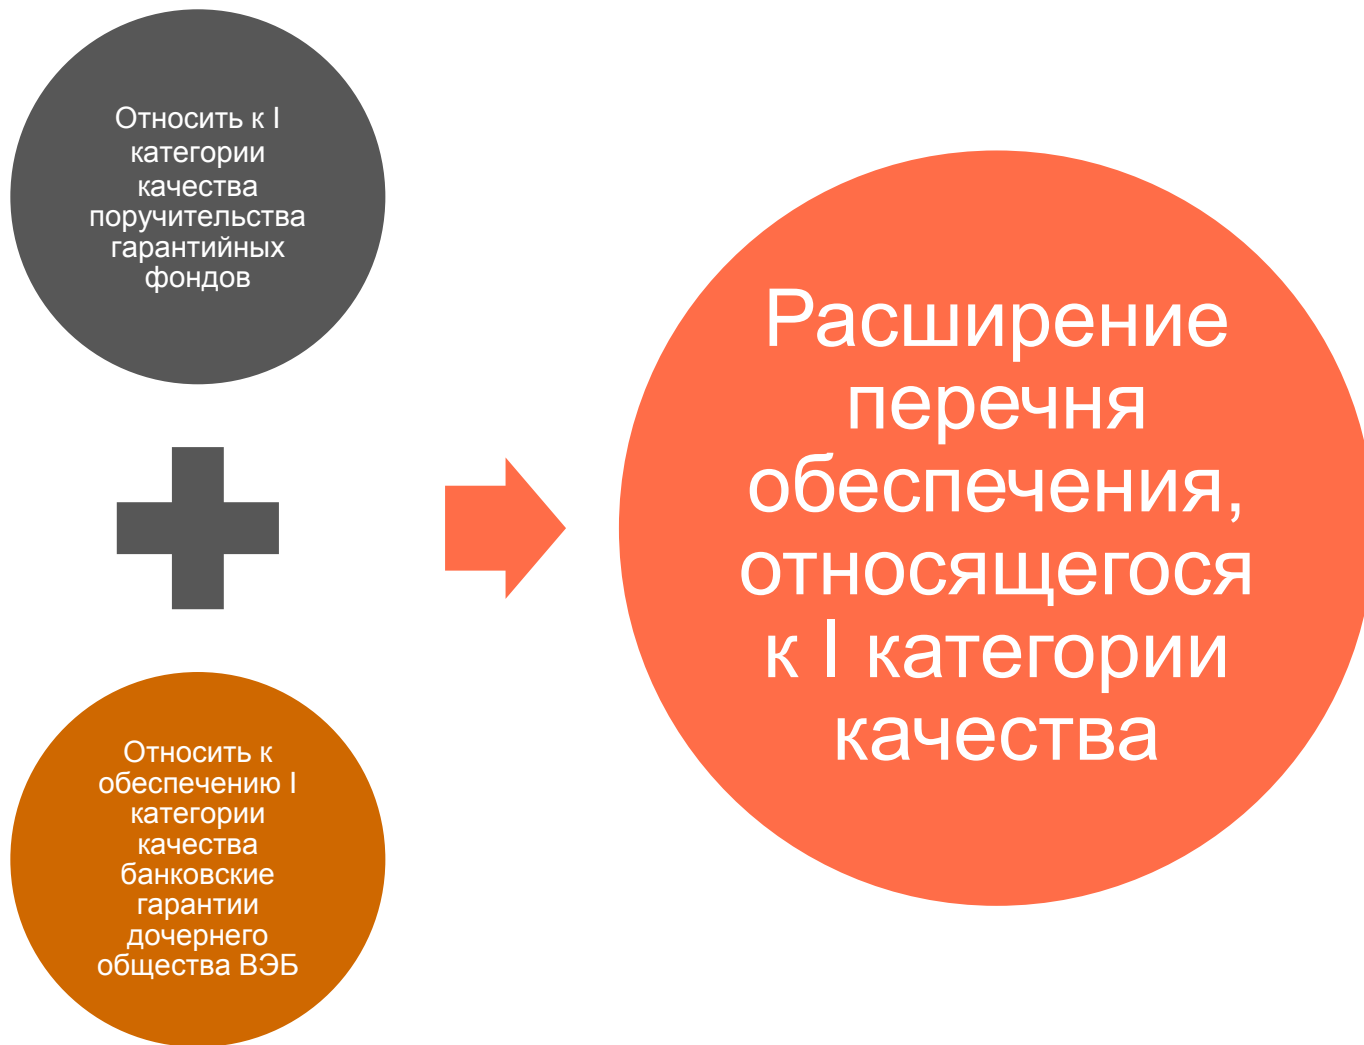 Относить к I
категории
качества
поручительства
гарантийных
фондов
Относить к
обеспечению I
категории
качества
банковские
гарантии
дочернего
общества ВЭБ
Расширение
перечня
обеспечения,
относящегося
к I категории
качества